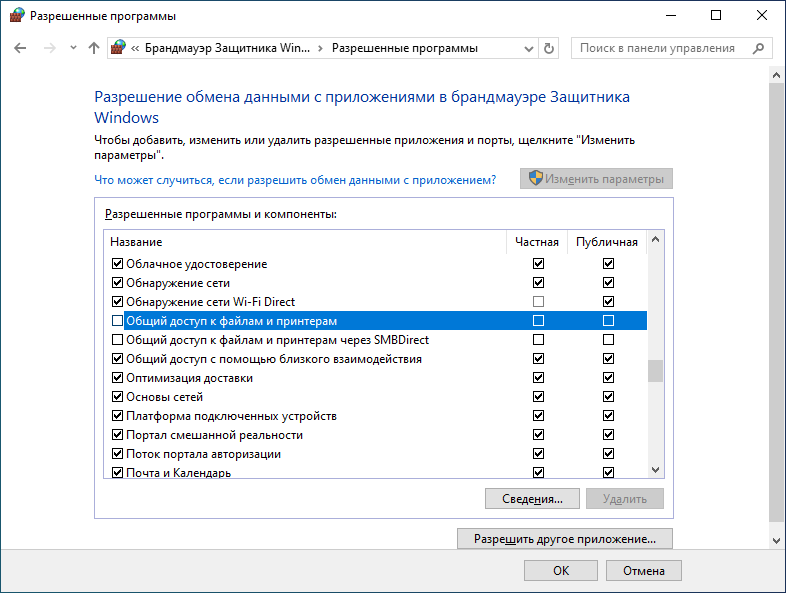 Разрешенные программы
« Брандмауэр Защитника Win... › Разрешенные программы
Поиск в панели управления
Разрешение обмена данными с приложениями в брандмауэре Защитника
Windows
Чтобы добавить, изменить или удалить разрешенные приложения и порты, щелкните "Изменить
параметры".
Что может случиться, если разрешить обмен данными с приложением?
Изменить параметры
Разрешенные программы и компоненты:
Название Частная Публичная
Облачное удостоверение
Обнаружение сети
Обнаружение сети Wi-Fi Direct
Общий доступ к файлам и принтерам
Общий доступ к файлам и принтерам через SMBDirect
Общий доступ с помощью близкого взаимодействия
Оптимизация доставки
Основы сетей
Платформа подключенных устройств
Портал смешанной реальности
Поток портала авторизации
Почта и Календарь
Сведения... Удалить
Разрешить другое приложение...
ОК Отмена